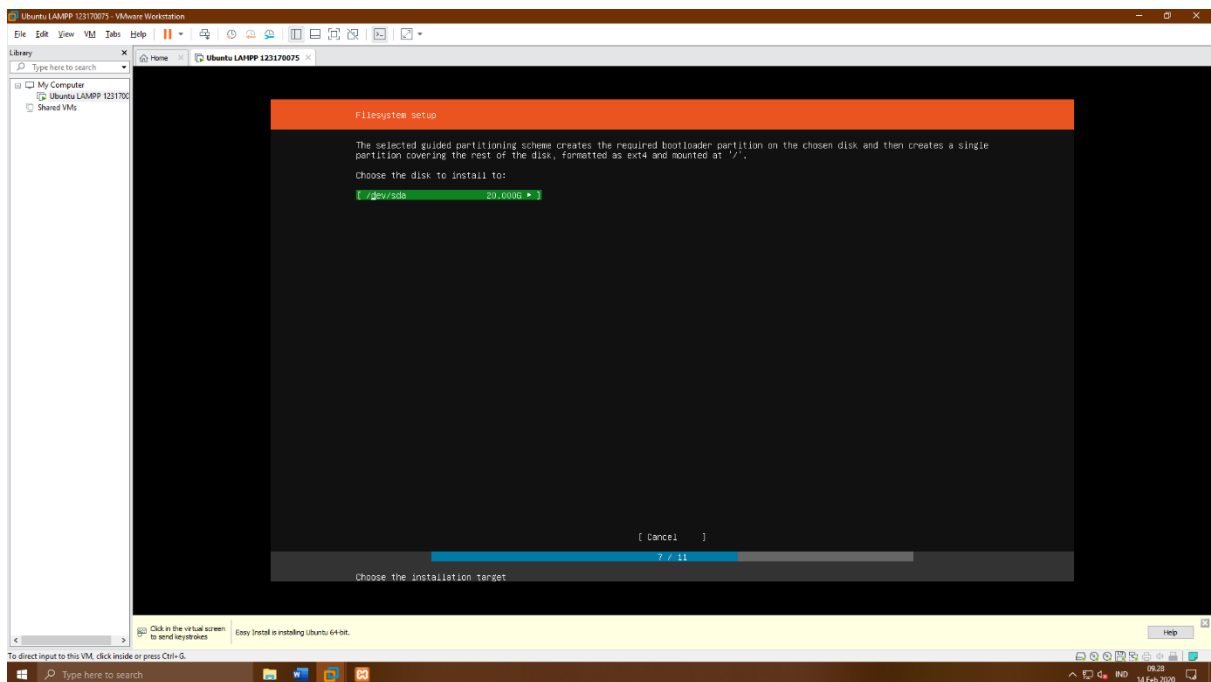 Ubuntu LAMPP 123170075 - VMware Workstation
File Edit View VM Tabs Help
Library
Type here to search
My Computer
Ubuntu LAMPP 1231700
Shared VMs
Home
Ubuntu LAMPP 123170075
Filesystem setup
The selected guided partitioning scheme creates the required bootloader partition on the chosen disk and then creates a single
partition covering the rest of the disk, formatted as ext4 and mounted at '/'.
Choose the disk to install to:
[ /dev/sda 20.000G ▸ ]
[ Cancel ]
7 / 11
Choose the installation target
Click in the virtual screen
to send keystrokes
Easy Install is installing Ubuntu 64-bit.
Help
To direct input to this VM, click inside or press Ctrl+G.
Type here to search
IND
09.28
14 Feb 2020